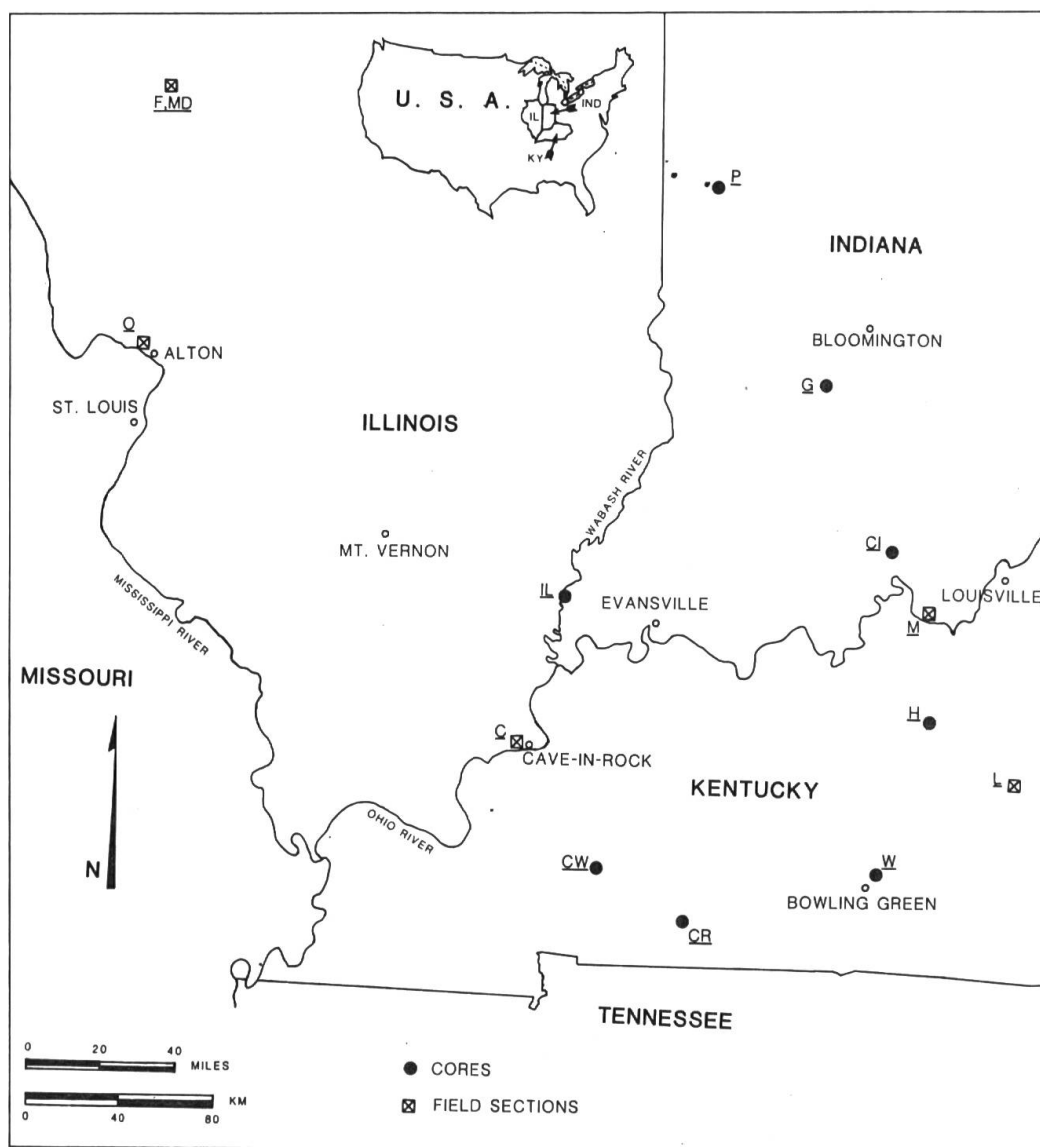 U. S. A.
IL
IND
KY
F,MD
P
INDIANA
BLOOMINGTON
O
ALTON
G
ST. LOUIS
ILLINOIS
WABASH RIVER
MT. VERNON
CI
MISSISSIPPI RIVER
IL
EVANSVILLE
LOUISVILLE
M
MISSOURI
H
C
CAVE-IN-ROCK
KENTUCKY
L
OHIO RIVER
N
CW
W
BOWLING GREEN
CR
TENNESSEE
0 20 40
MILES
KM
0 40 80
CORES
FIELD SECTIONS